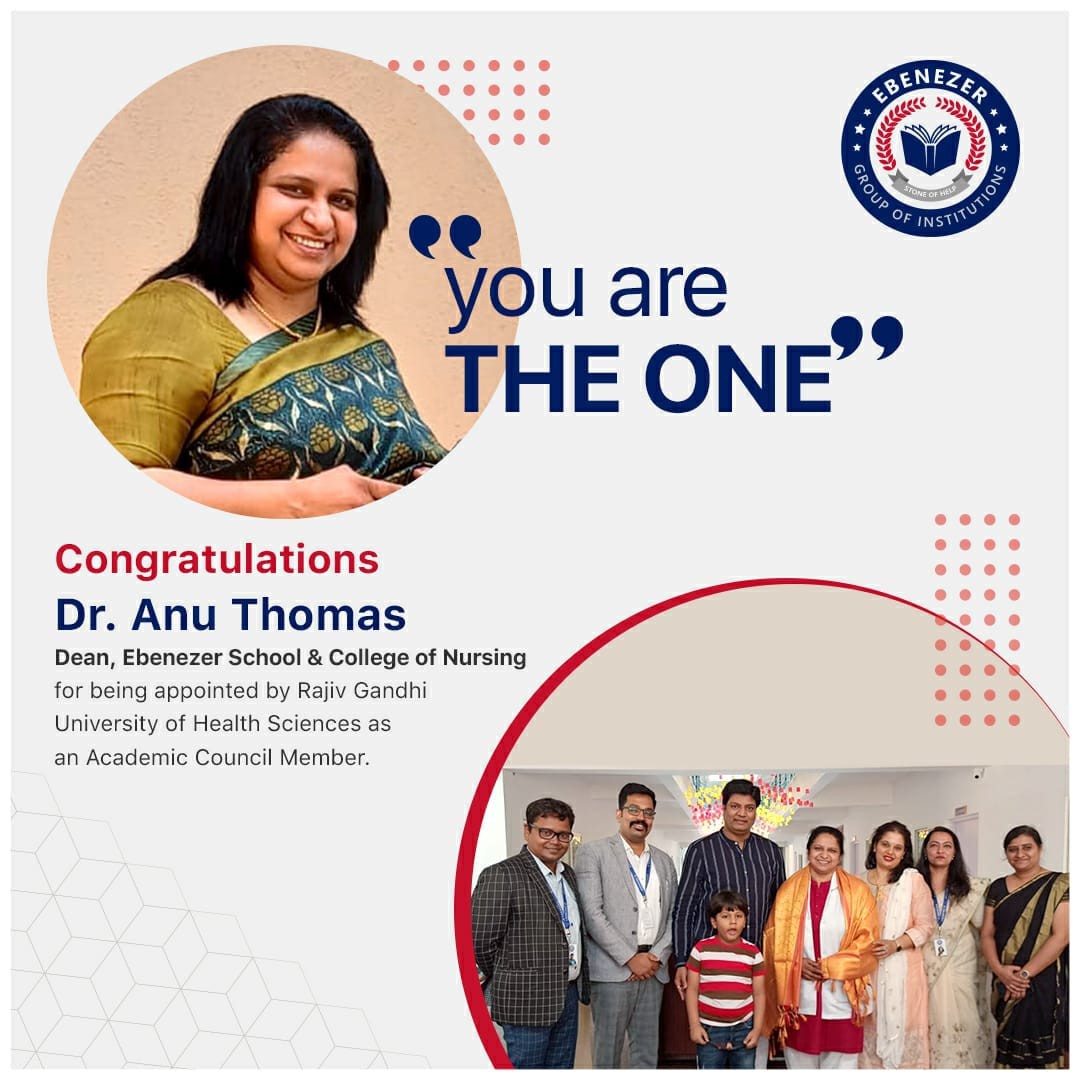 EBENEZER
GROUP OF INSTITUTIONS
STONE OF HELP
“you are
THE ONE”
Congratulations
Dr. Anu Thomas
Dean, Ebenezer School & College of Nursing
for being appointed by Rajiv Gandhi
University of Health Sciences as
an Academic Council Member.